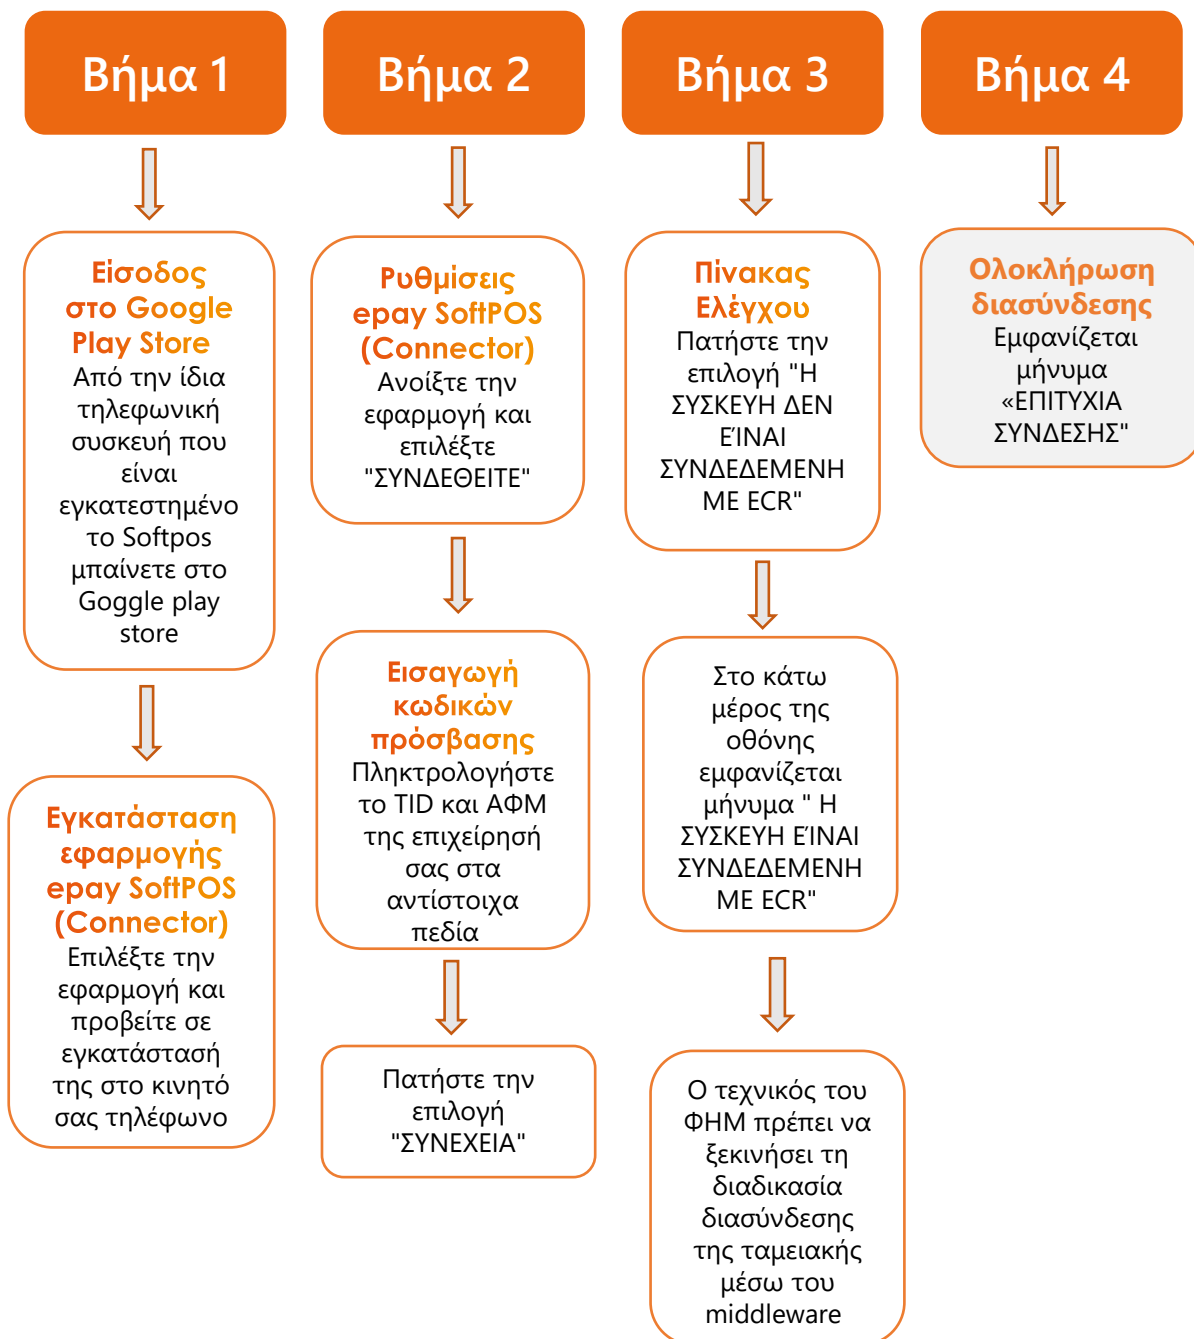 Βήμα 1
Είσοδος
στο Google
Play Store
Από την ίδια
τηλεφωνική
συσκευή που
είναι
εγκατεστημένο
το Softpos
μπαίνετε στο
Goggle play
store
Εγκατάσταση
εφαρμογής
epay SoftPOS
(Connector)
Επιλέξτε την
εφαρμογή και
προβείτε σε
εγκατάστασή
της στο κινητό
σας τηλέφωνο
Βήμα 2
Ρυθμίσεις
epay SoftPOS
(Connector)
Ανοίξτε την
εφαρμογή και
επιλέξτε
"ΣΥΝΔΕΘΕΙΤΕ"
Εισαγωγή
κωδικών
πρόσβασης
Πληκτρολογήστε
το TID και ΑΦΜ
της επιχείρησή
σας στα
αντίστοιχα
πεδία
Πατήστε την
επιλογή
"ΣΥΝΕΧΕΙΑ"
Βήμα 3
Πίνακας
Ελέγχου
Πατήστε την
επιλογή "Η
ΣΥΣΚΕΥΗ ΔΕΝ
ΕΊΝΑΙ
ΣΥΝΔΕΔΕΜΕΝΗ
ΜΕ ECR"
Στο κάτω
μέρος της
οθόνης
εμφανίζεται
μήνυμα " Η
ΣΥΣΚΕΥΗ ΕΊΝΑΙ
ΣΥΝΔΕΔΕΜΕΝΗ
ΜΕ ECR"
Ο τεχνικός του
ΦΗΜ πρέπει να
ξεκινήσει τη
διαδικασία
διασύνδεσης
της ταμειακής
μέσω του
middleware
Βήμα 4
Ολοκλήρωση
διασύνδεσης
Εμφανίζεται
μήνυμα
«ΕΠΙΤΥΧΙΑ
ΣΥΝΔΕΣΗΣ"